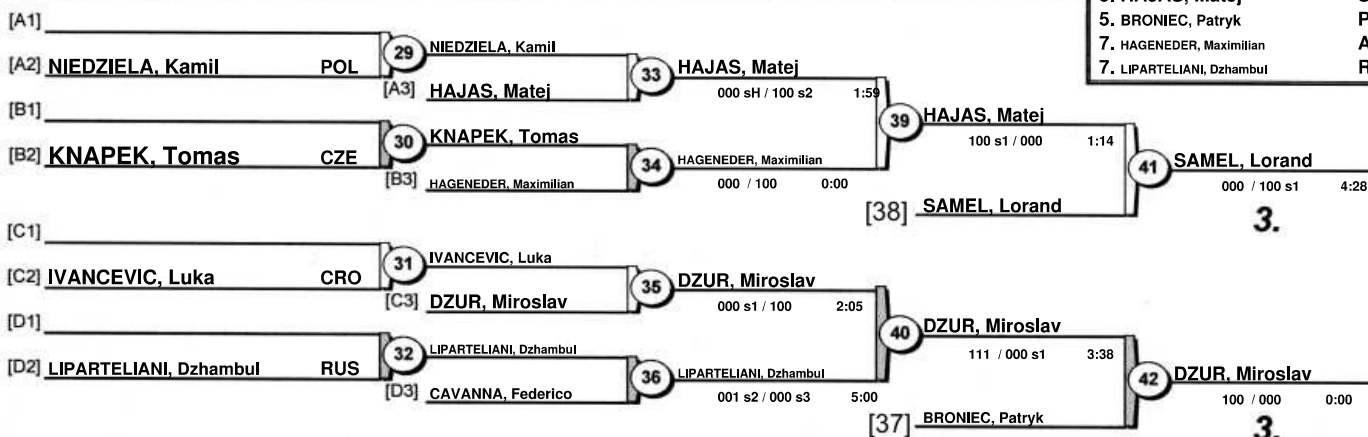 5. BRONIEC, Patryk P
7. HAGENEDER, Maximilian A
7. LIPARTELIANI, Dzhambul R
[A1]
[A2] NIEDZIELA, Kamil POL
29
NIEDZIELA, Kamil
[A3] HAJAS, Matej
33
HAJAS, Matej
000 sH / 100 s2 1:59
[B1]
[B2] KNAPEK, Tomas CZE
30
KNAPEK, Tomas
[B3] HAGENEDER, Maximilian
34
HAGENEDER, Maximilian
000 / 100 0:00
39
HAJAS, Matej
100 s1 / 000 1:14
[38] SAMEL, Lorand
41
SAMEL, Lorand
000 / 100 s1 4:28
3.
[C1]
[C2] IVANCEVIC, Luka CRO
31
IVANCEVIC, Luka
[C3] DZUR, Miroslav
35
DZUR, Miroslav
000 s1 / 100 2:05
[D1]
[D2] LIPARTELIANI, Dzhambul RUS
32
LIPARTELIANI, Dzhambul
[D3] CAVANNA, Federico
36
LIPARTELIANI, Dzhambul
001 s2 / 000 s3 5:00
40
DZUR, Miroslav
111 / 000 s1 3:38
[37] BRONIEC, Patryk
42
DZUR, Miroslav
100 / 000 0:00
3.